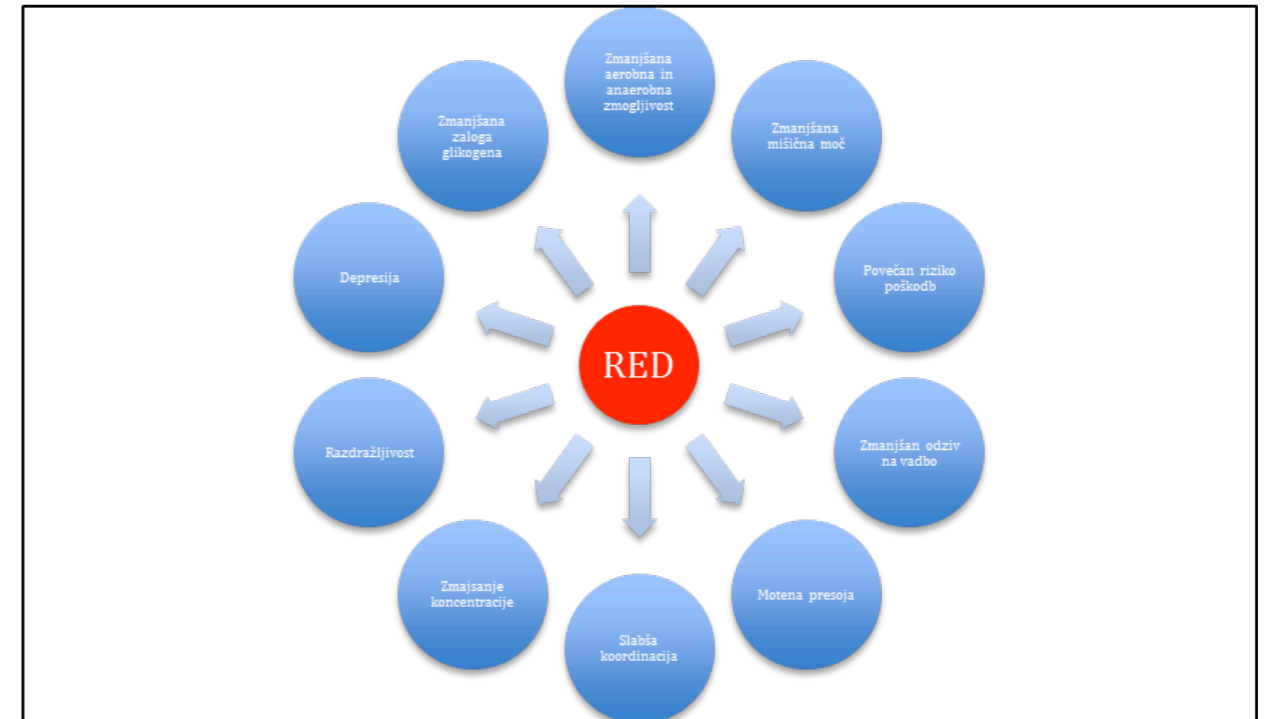 Zmanjšana
aerobna in
anaerobna
zmogljivost
Zmanjšana
mišična moč
Povečan riziko
poškodb
Zmanjšan odziv
na vadbo
Motena presoja
Slabša
koordinacija
Zmajsanje
koncentracije
Razdražljivost
Depresija
Zmanjšana
zaloga
glikogena
RED